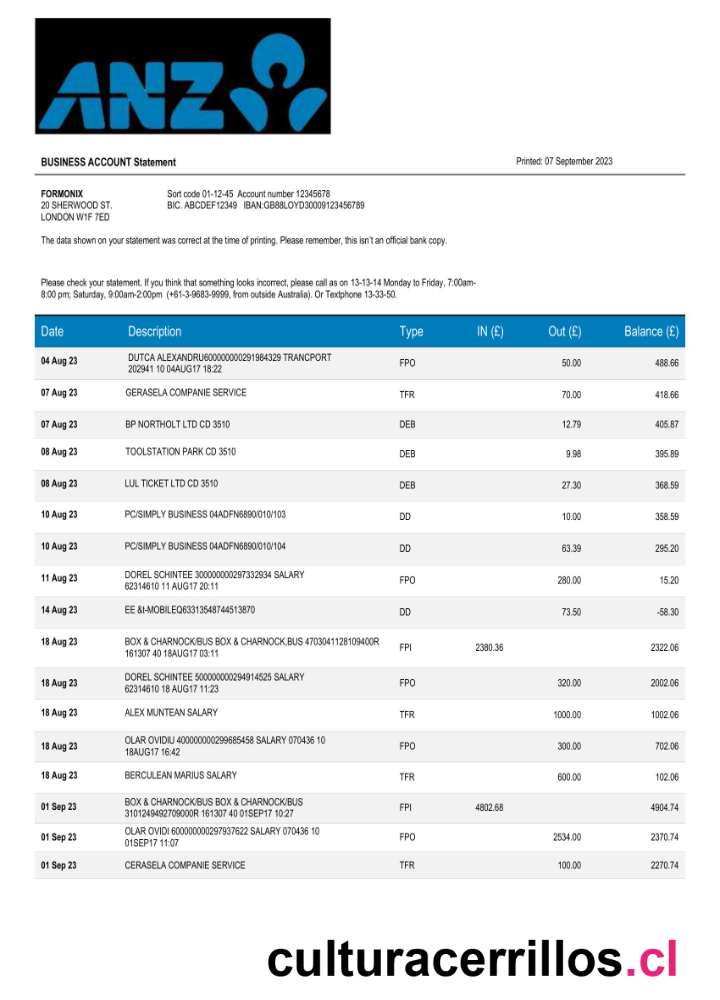 ANZ
BUSINESS ACCOUNT Statement
Printed: 07 September 2023
FORMONIX
20 SHERWOOD ST.
LONDON W1F 7ED
Sort code 01-12-45 Account number 12345678
BIC. ABCDEF12349 IBAN:GB88LOYD30009123456789
The data shown on your statement was correct at the time of printing. Please remember, this isn't an official bank copy.
Please check your statement. If you think that something looks incorrect, please call as on 13-13-14 Monday to Friday, 7:00am-
8:00 pm; Saturday, 9:00am-2:00pm (+61-3-9683-9999, from outside Australia). Or Textphone 13-33-50.
Date Description Type IN (£) Out (£) Balance (£)
04 Aug 23 DUTCA ALEXANDRU600000000291984329 TRANCPORT
202941 10 04AUG17 18:22 FPO 50.00 488.66
07 Aug 23 GERASELA COMPANIE SERVICE TFR 70.00 418.66
07 Aug 23 BP NORTHOLT LTD CD 3510 DEB 12.79 405.87
08 Aug 23 TOOLSTATION PARK CD 3510 DEB 9.98 395.89
08 Aug 23 LUL TICKET LTD CD 3510 DEB 27.30 368.59
10 Aug 23 PC/SIMPLY BUSINESS 04ADFN6890/010/103 DD 10.00 358.59
10 Aug 23 PC/SIMPLY BUSINESS 04ADFN6890/010/104 DD 63.39 295.20
11 Aug 23 DOREL SCHINTEE 300000000297332934 SALARY
62314610 11 AUG17 20:11 FPO 280.00 15.20
14 Aug 23 EE &t-MOBILEQ63313548744513870 DD 73.50 -58.30
18 Aug 23 BOX & CHARNOCK/BUS BOX & CHARNOCK,BUS 4703041128109400R
161307 40 18AUG17 03:11 FPI 2380.36 2322.06
18 Aug 23 DOREL SCHINTEE 500000000294914525 SALARY
62314610 18 AUG17 11:23 FPO 320.00 2002.06
18 Aug 23 ALEX MUNTEAN SALARY TFR 1000.00 1002.06
18 Aug 23 OLAR OVIDIU 400000000299685458 SALARY 070436 10
18AUG17 16:42 FPO 300.00 702.06
18 Aug 23 BERCULEAN MARIUS SALARY TFR 600.00 102.06
01 Sep 23 BOX & CHARNOCK/BUS BOX & CHARNOCK/BUS
3101249492709000R 161307 40 01SEP17 10:27 FPI 4802.68 4904.74
01 Sep 23 OLAR OVIDI 600000000297937622 SALARY 070436 10
01SEP17 11:07 FPO 2534.00 2370.74
01 Sep 23 CERASELA COMPANIE SERVICE TFR 100.00 2270.74
culturacerrillos.cl